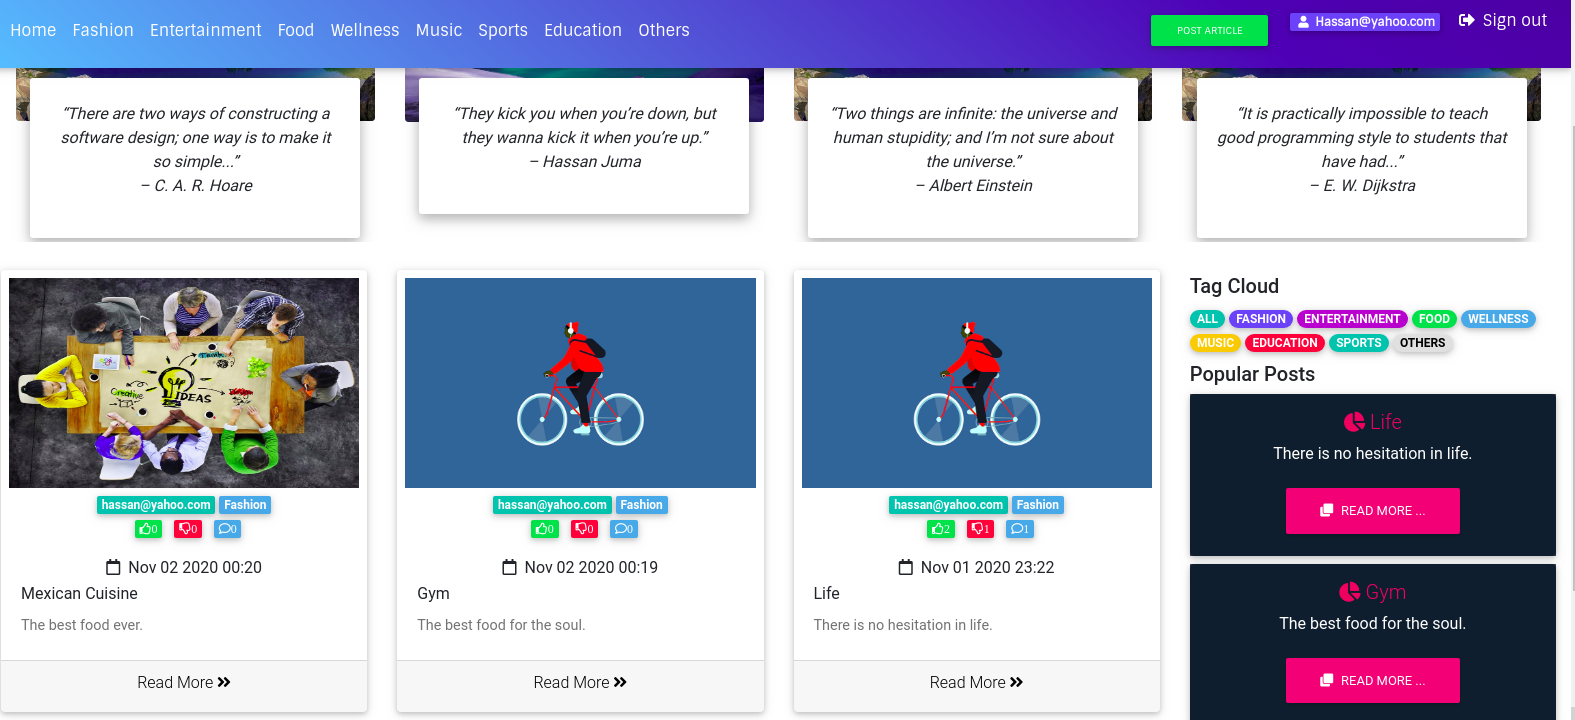 Home Fashion Entertainment Food Wellness Music Sports Education Others POST ARTICLE Hassan@yahoo.com Sign out
“There are two ways of constructing a
software design; one way is to make it
so simple...”
– C. A. R. Hoare
“They kick you when you’re down, but
they wanna kick it when you’re up.”
– Hassan Juma
“Two things are infinite: the universe and
human stupidity; and I’m not sure about
the universe.”
– Albert Einstein
“It is practically impossible to teach
good programming style to students that
have had...”
– E. W. Dijkstra
Creative
IDEAS
hassan@yahoo.com Fashion
0 0 0
Nov 02 2020 00:20
Mexican Cuisine
The best food ever.
Read More
hassan@yahoo.com Fashion
0 0 0
Nov 02 2020 00:19
Gym
The best food for the soul.
Read More
hassan@yahoo.com Fashion
2 1 1
Nov 01 2020 23:22
Life
There is no hesitation in life.
Read More
Tag Cloud
ALL FASHION ENTERTAINMENT FOOD WELLNESS
MUSIC EDUCATION SPORTS OTHERS
Popular Posts
Life
There is no hesitation in life.
READ MORE ...
Gym
The best food for the soul.
READ MORE ...